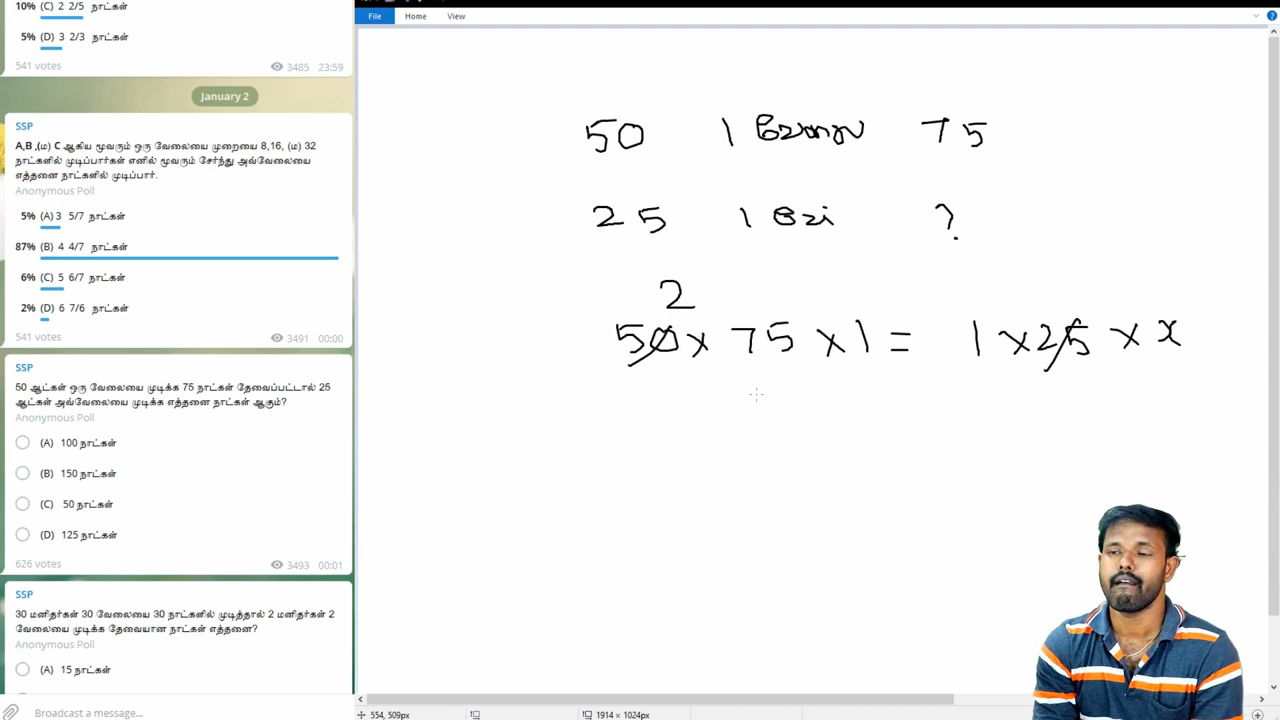 10% (C) 2 2/5 நாட்கள்
5% (D) 3 2/3 நாட்கள்
541 votes 3485 23:59
January 2
SSP
A,B ,(ம) C ஆகிய மூவரும் ஒரு வேலையை முறையை 8,16, (ம) 32
நாட்களில் முடிப்பார்கள் எனில் மூவரும் சேர்ந்து அவ்வேலையை
எத்தனை நாட்களில் முடிப்பார்.
Anonymous Poll
5% (A) 3 5/7 நாட்கள்
87% (B) 4 4/7 நாட்கள்
6% (C) 5 6/7 நாட்கள்
2% (D) 6 7/6 நாட்கள்
541 votes 3491 00:00
SSP
50 ஆட்கள் ஒரு வேலையை முடிக்க 75 நாட்கள் தேவைப்பட்டால் 25
ஆட்கள் அவ்வேலையை முடிக்க எத்தனை நாட்கள் ஆகும்?
Anonymous Poll
(A) 100 நாட்கள்
(B) 150 நாட்கள்
(C) 50 நாட்கள்
(D) 125 நாட்கள்
626 votes 3493 00:01
SSP
30 மனிதர்கள் 30 வேலையை 30 நாட்களில் முடித்தால் 2 மனிதர்கள் 2
வேலையை முடிக்க தேவையான நாட்கள் எத்தனை?
Anonymous Poll
(A) 15 நாட்கள்
Broadcast a message...
File Home View
50 1 வேலை 75
25 1 ?
2
50 x 75 x 1 = 1 x 25 x x
554, 509px 1914 × 1024px